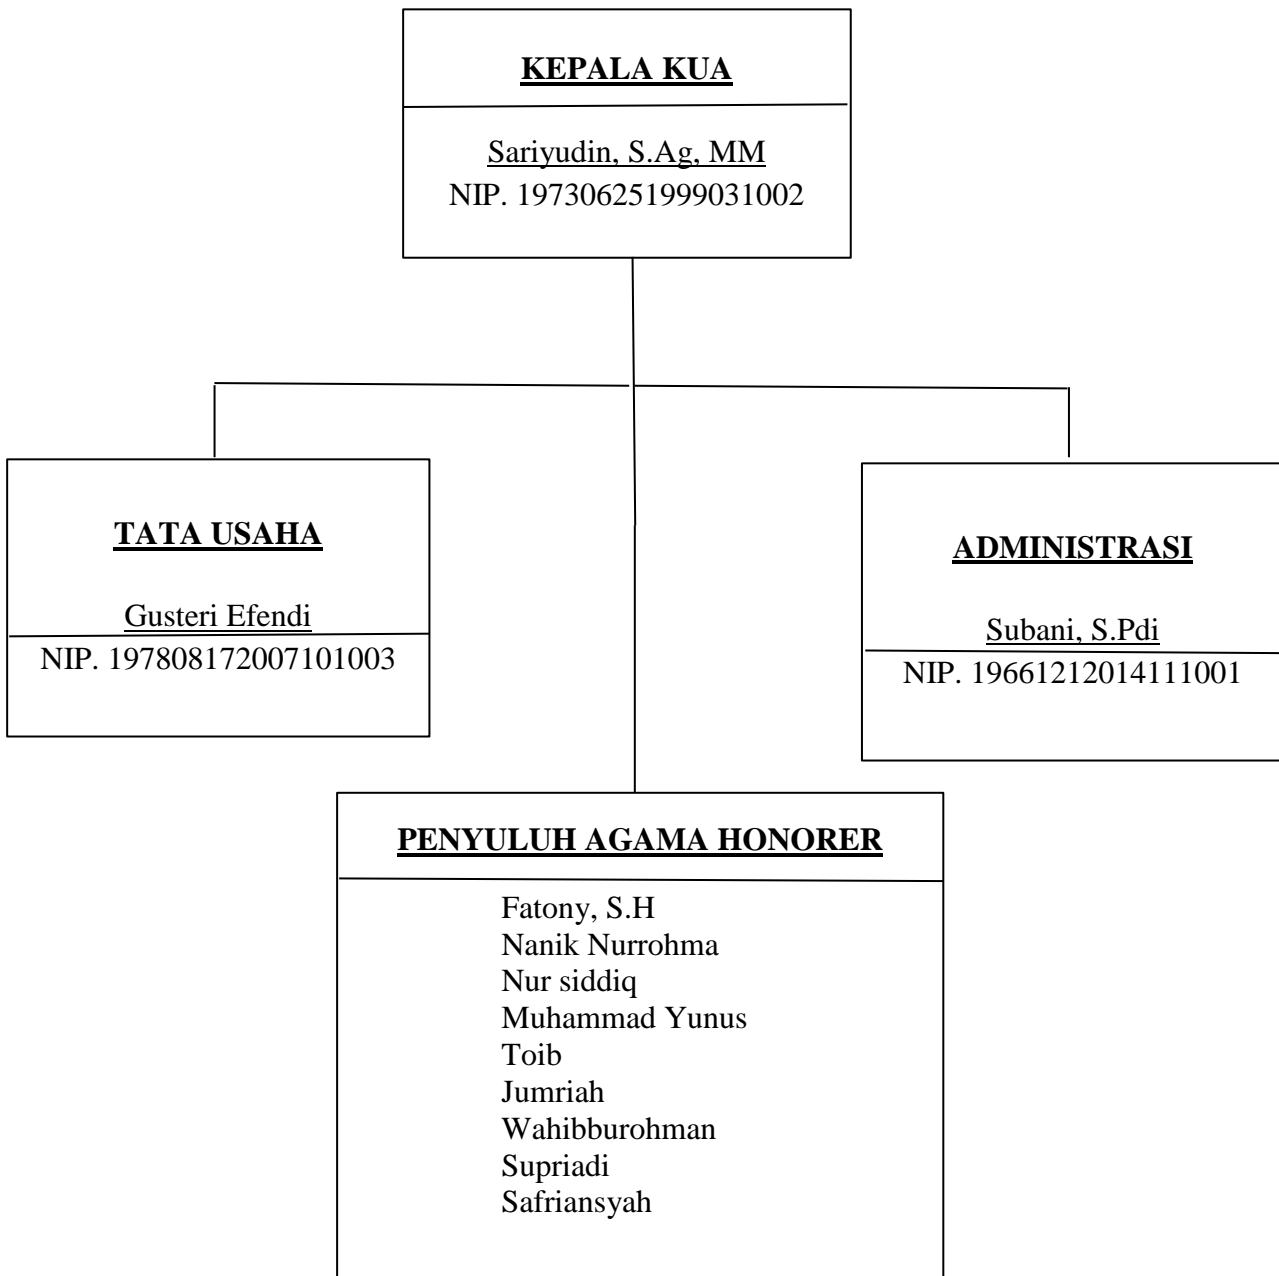 KEPALA KUA
Sariyudin, S.Ag, MM
NIP. 197306251999031002
TATA USAHA
Gusteri Efendi
NIP. 197808172007101003
ADMINISTRASI
Subani, S.Pdi
NIP. 19661212014111001
PENYULUH AGAMA HONORER
Fatony, S.H
Nanik Nurrohma
Nur siddiq
Muhammad Yunus
Toib
Jumriah
Wahibburohman
Supriadi
Safriansyah